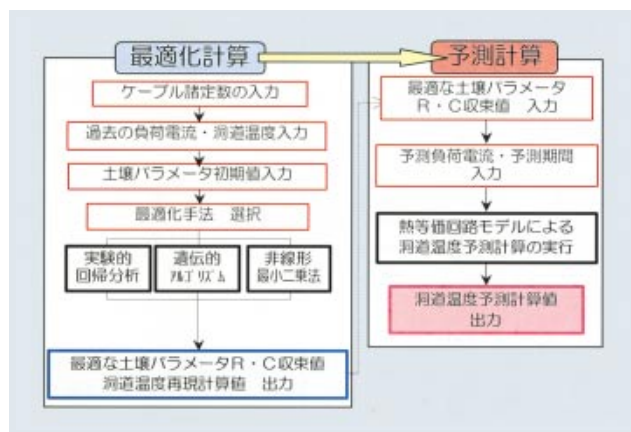 最適化計算
ケーブル諸定数の入力
過去の負荷電流・洞道温度入力
土壌パラメータ初期値入力
最適化手法 選択
実験的
回帰分析
遺伝的
ｱﾙｺﾞﾘｽﾞﾑ
非線形
最小二乗法
最適な土壌パラメータR・C収束値
洞道温度再現計算値 出力
予測計算
最適な土壌パラメータ
R・C収束値 入力
予測負荷電流・予測期間
入力
熱等価回路モデルによる
洞道温度予測計算の実行
洞道温度予測計算値
出力